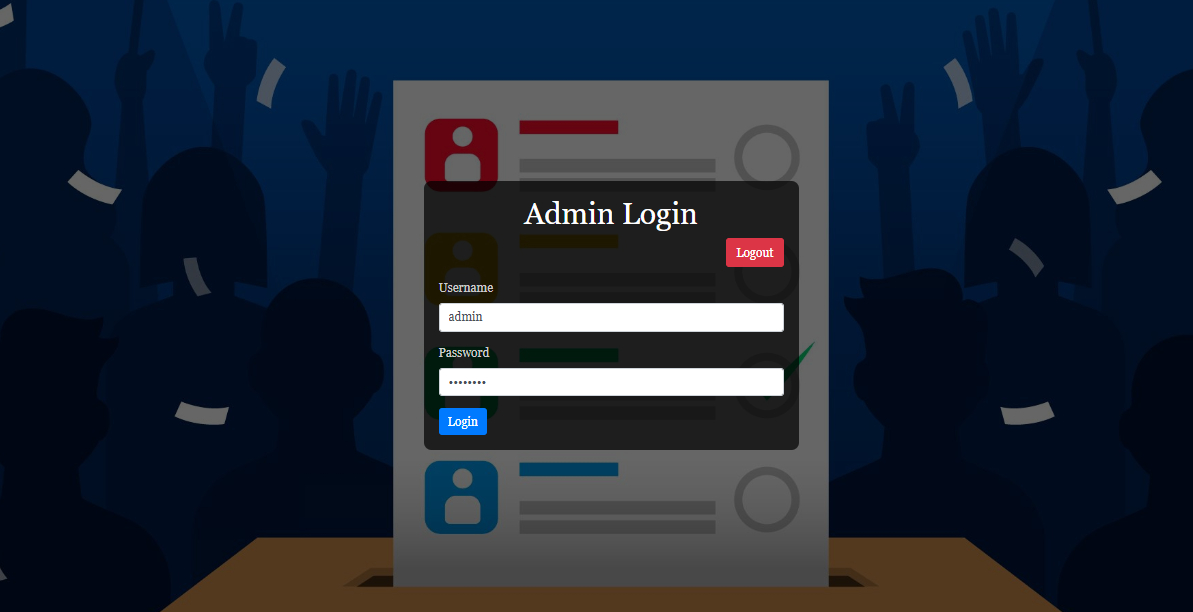 Admin Login
Logout
Username
admin
Password
••••••••
Login